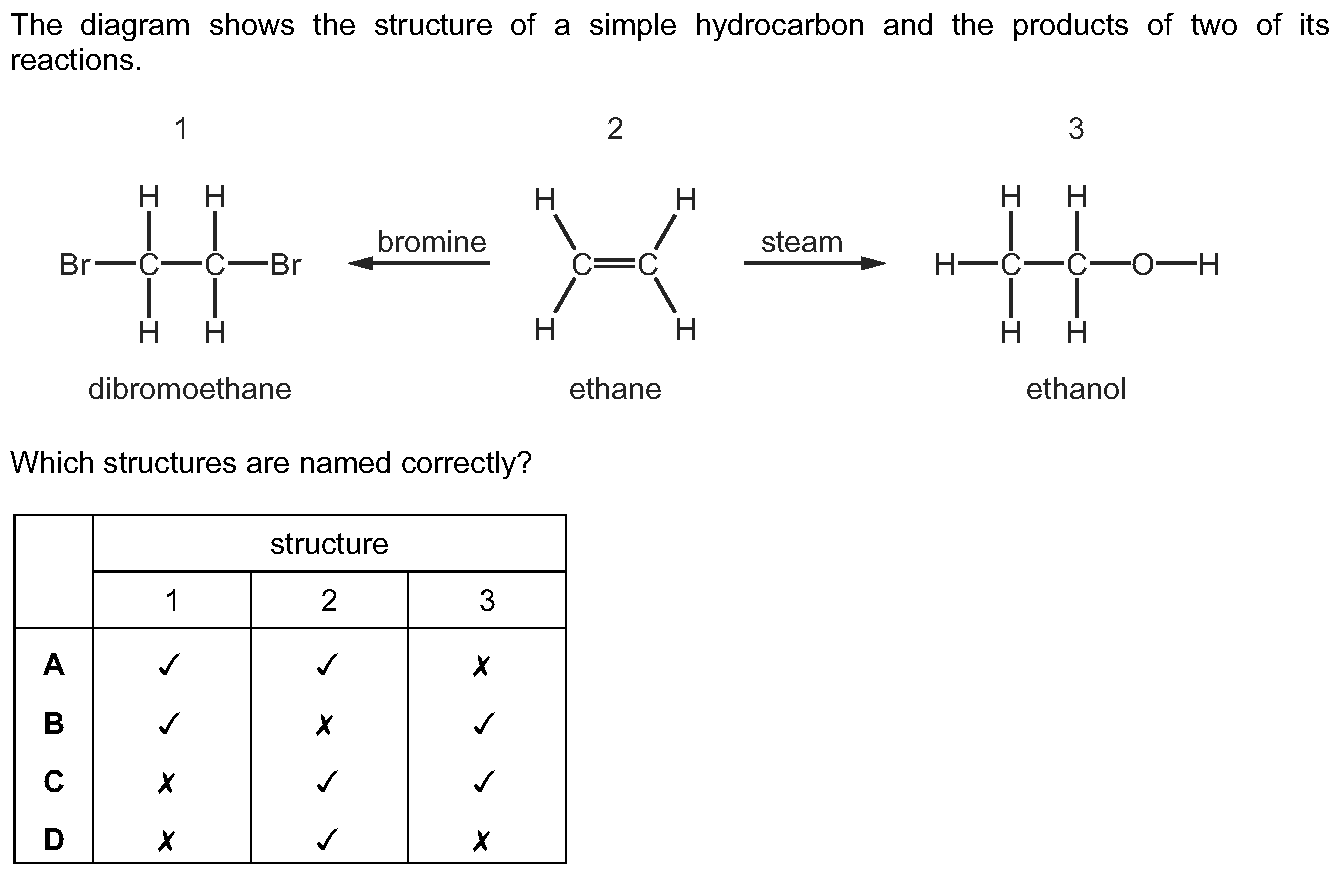 The diagram shows the structure of a simple hydrocarbon and the products of two of its
reactions.
1 2 3
H H H H H H
Br C C Br bromine C C steam H C C O H
H H H H H H
dibromoethane ethane ethanol
Which structures are named correctly?
structure
1 2 3
A ✓ ✓ ✗
B ✓ ✗ ✓
C ✗ ✓ ✓
D ✗ ✓ ✗